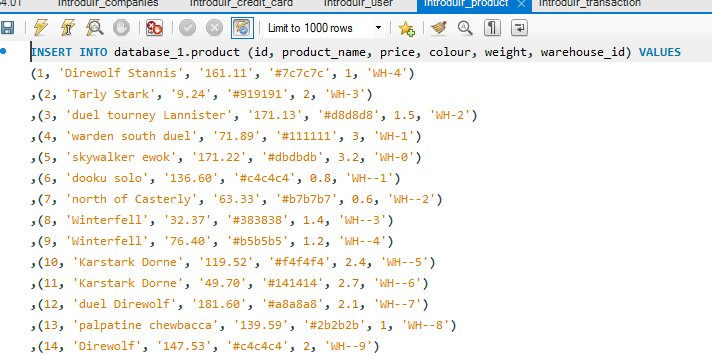 4.01 Introduir_companies Introduir_credit_card Introduir_user Introduir_product × Introduir_transaction
Limit to 1000 rows
INSERT INTO database_1.product (id, product_name, price, colour, weight, warehouse_id) VALUES
(1, 'Direwolf Stannis', '161.11', '#7c7c7c', 1, 'WH-4')
,(2, 'Tarly Stark', '9.24', '#919191', 2, 'WH-3')
,(3, 'duel tourney Lannister', '171.13', '#d8d8d8', 1.5, 'WH-2')
,(4, 'warden south duel', '71.89', '#111111', 3, 'WH-1')
,(5, 'skywalker ewok', '171.22', '#dbdbdb', 3.2, 'WH-0')
,(6, 'dooku solo', '136.60', '#c4c4c4', 0.8, 'WH--1')
,(7, 'north of Casterly', '63.33', '#b7b7b7', 0.6, 'WH--2')
,(8, 'Winterfell', '32.37', '#383838', 1.4, 'WH--3')
,(9, 'Winterfell', '76.40', '#b5b5b5', 1.2, 'WH--4')
,(10, 'Karstark Dorne', '119.52', '#f4f4f4', 2.4, 'WH--5')
,(11, 'Karstark Dorne', '49.70', '#141414', 2.7, 'WH--6')
,(12, 'duel Direwolf', '181.60', '#a8a8a8', 2.1, 'WH--7')
,(13, 'palpatine chewbacca', '139.59', '#2b2b2b', 1, 'WH--8')
,(14, 'Direwolf', '147.53', '#c4c4c4', 2, 'WH--9')